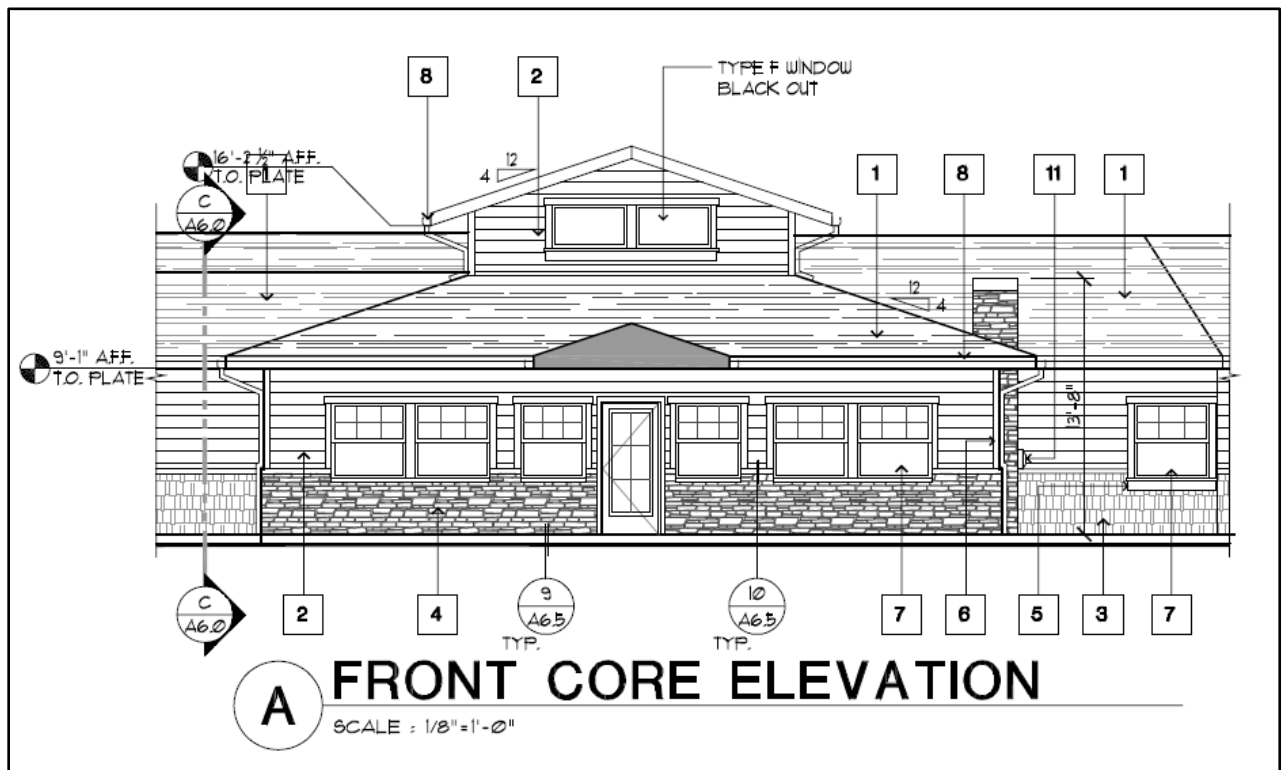 8
2
TYPE F WINDOW
BLACK OUT
16'-2 ½" A.F.F.
T.O. PLATE
1
12
4
1
8
11
1
C
A6.0
12
4
9'-1" A.F.F.
T.O. PLATE
13'-8"
C
A6.0
2
4
9
A6.5
TYP.
10
A6.5
TYP.
7
6
5
3
7
A
FRONT CORE ELEVATION
SCALE : 1/8"=1'-0"